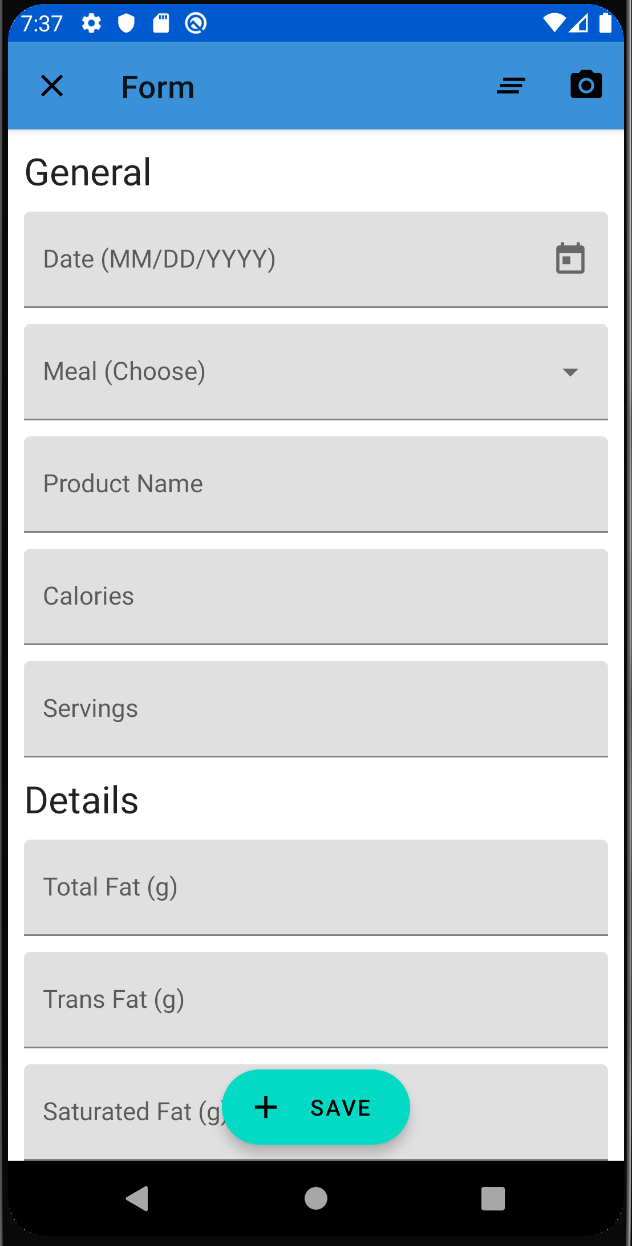 7:37
Form
General
Date (MM/DD/YYYY)
Meal (Choose)
Product Name
Calories
Servings
Details
Total Fat (g)
Trans Fat (g)
Saturated Fat (g)
SAVE